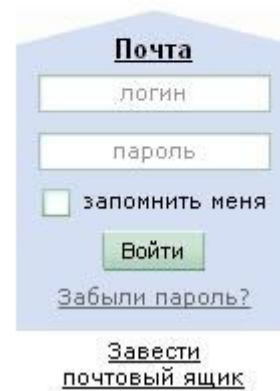 Почта
логин
пароль
запомнить меня
Войти
Забыли пароль?
Завести
почтовый ящик